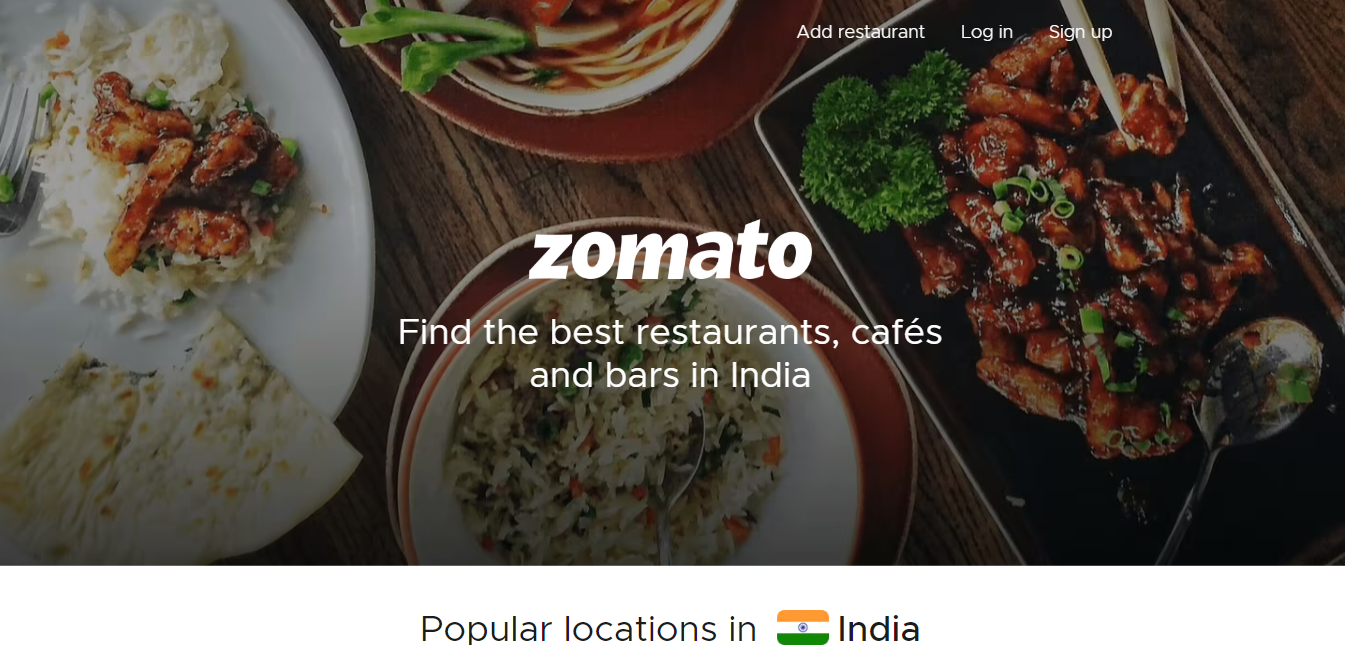 Add restaurant Log in Sign up
zomato
Find the best restaurants, cafés
and bars in India
Popular locations in India